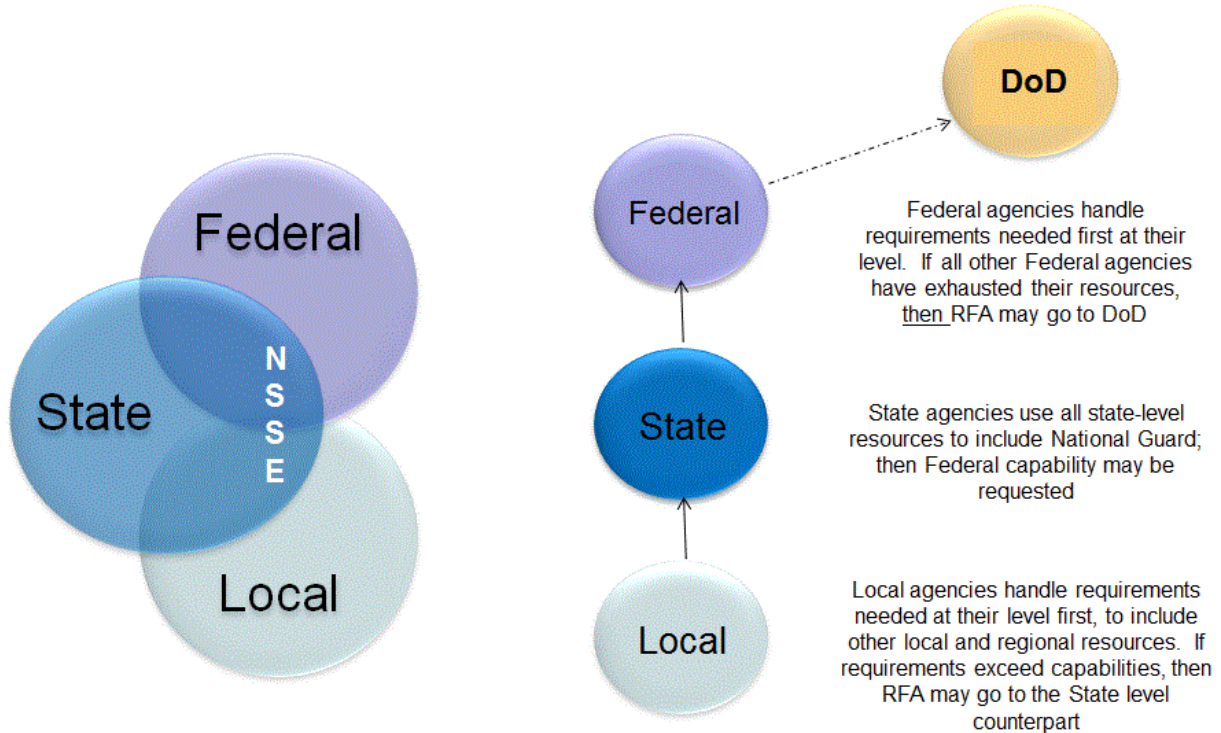 Federal
State
N
S
S
E
Local
DoD
Federal
Federal agencies handle
requirements needed first at their
level. If all other Federal agencies
have exhausted their resources,
then RFA may go to DoD
State
State agencies use all state-level
resources to include National Guard;
then Federal capability may be
requested
Local
Local agencies handle requirements
needed at their level first, to include
other local and regional resources. If
requirements exceed capabilities, then
RFA may go to the State level
counterpart